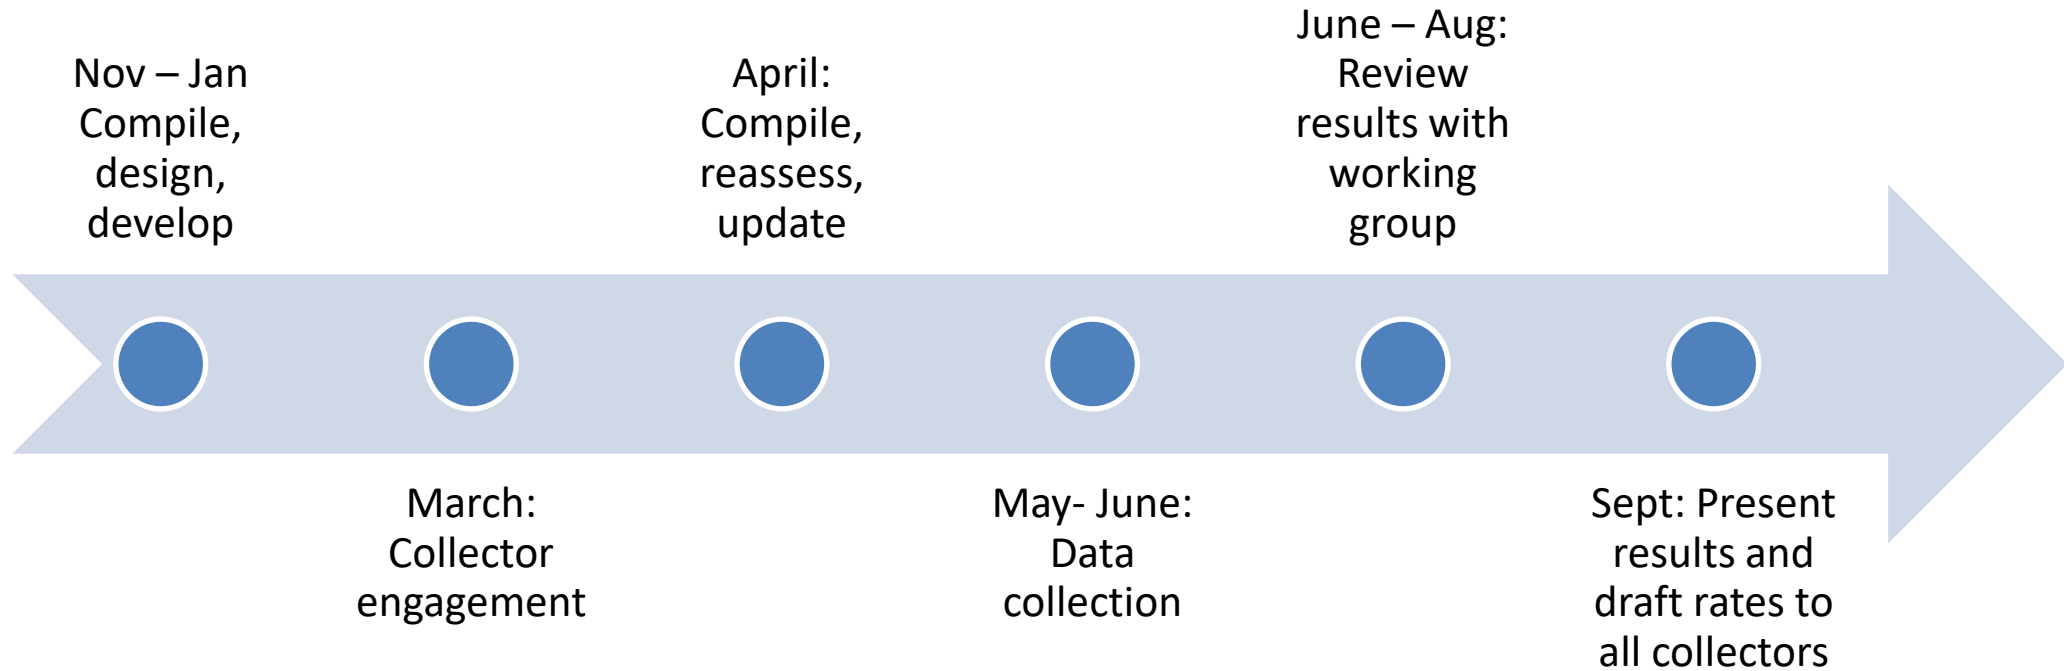 Nov – Jan
Compile,
design,
develop
March:
Collector
engagement
April:
Compile,
reassess,
update
May- June:
Data
collection
June – Aug:
Review
results with
working
group
Sept: Present
results and
draft rates to
all collectors